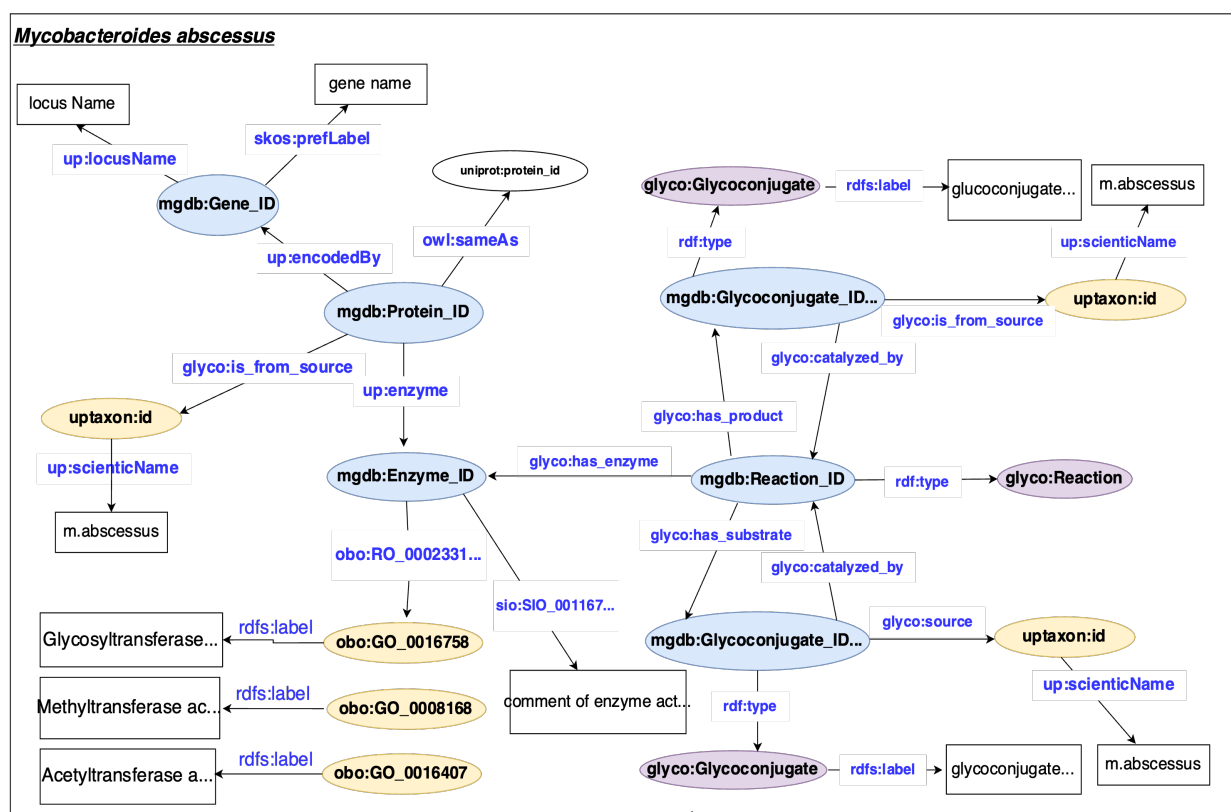 Mycobacteroides abscessus
locus Name
gene name
up:locusName
skos:prefLabel
mgdb:Gene_ID
uniprot:protein_id
up:encodedBy
owl:sameAs
mgdb:Protein_ID
glyco:is_from_source
up:enzyme
uptaxon:id
up:scienticName
m.abscessus
mgdb:Enzyme_ID
glyco:has_enzyme
obo:RO_0002331...
sio:SIO_001167...
Glycosyltransferase...
rdfs:label
obo:GO_0016758
Methyltransferase ac...
rdfs:label
obo:GO_0008168
Acetyltransferase a...
rdfs:label
obo:GO_0016407
comment of enzyme act...
glyco:Glycoconjugate
rdfs:label
glucoconjugate...
m.abscessus
rdf:type
up:scienticName
mgdb:Glycoconjugate_ID...
glyco:is_from_source
uptaxon:id
glyco:catalyzed_by
glyco:has_product
mgdb:Reaction_ID
rdf:type
glyco:Reaction
glyco:has_substrate
glyco:catalyzed_by
mgdb:Glycoconjugate_ID...
glyco:source
uptaxon:id
up:scienticName
rdf:type
glyco:Glycoconjugate
rdfs:label
glycoconjugate...
m.abscessus